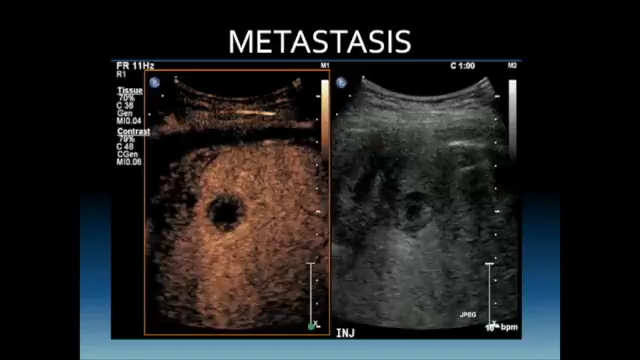 METASTASIS
FR 11Hz
R1
M1
C 1:00
M2
Tissue
70%
C 36
Gen
MI0.04
Contrast
79%
C 48
CGen
MI0.06
JPEG
bpm
INJ